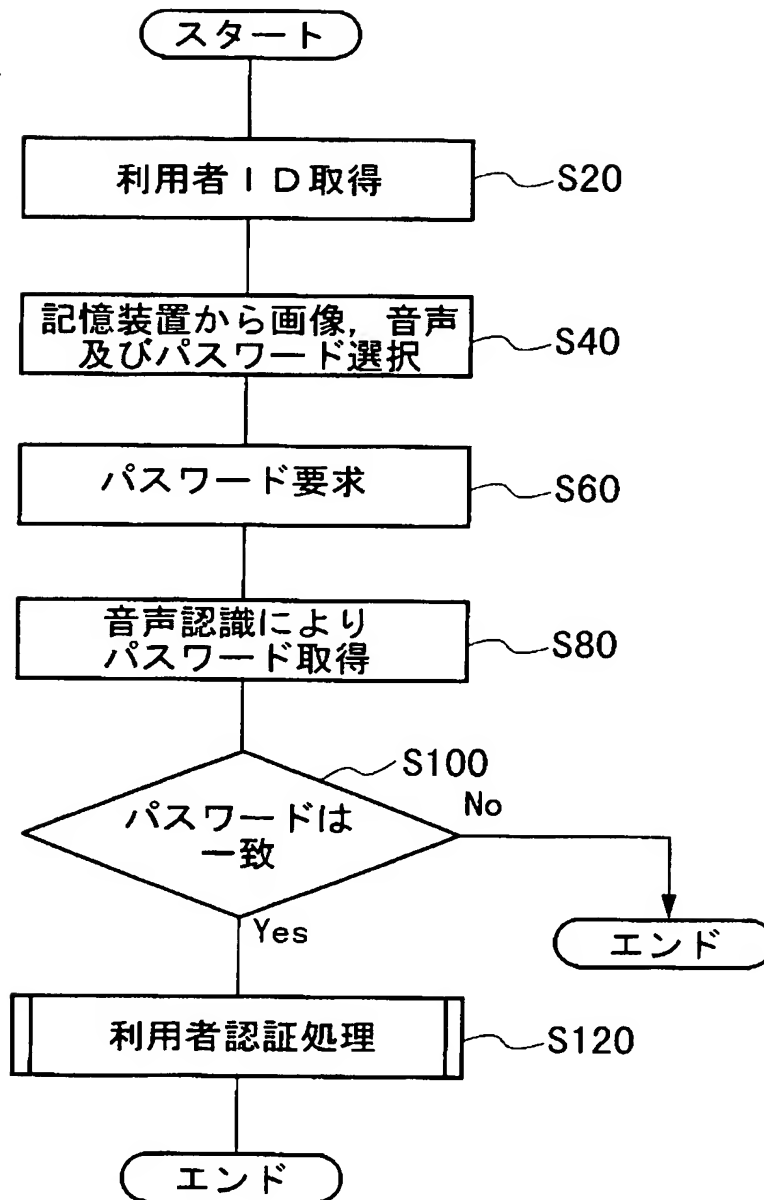 スタート
利用者ＩＤ取得
S20
記憶装置から画像，音声
及びパスワード選択
S40
パスワード要求
S60
音声認識により
パスワード取得
S80
S100
パスワードは
一致
No
Yes
エンド
利用者認証処理
S120
エンド